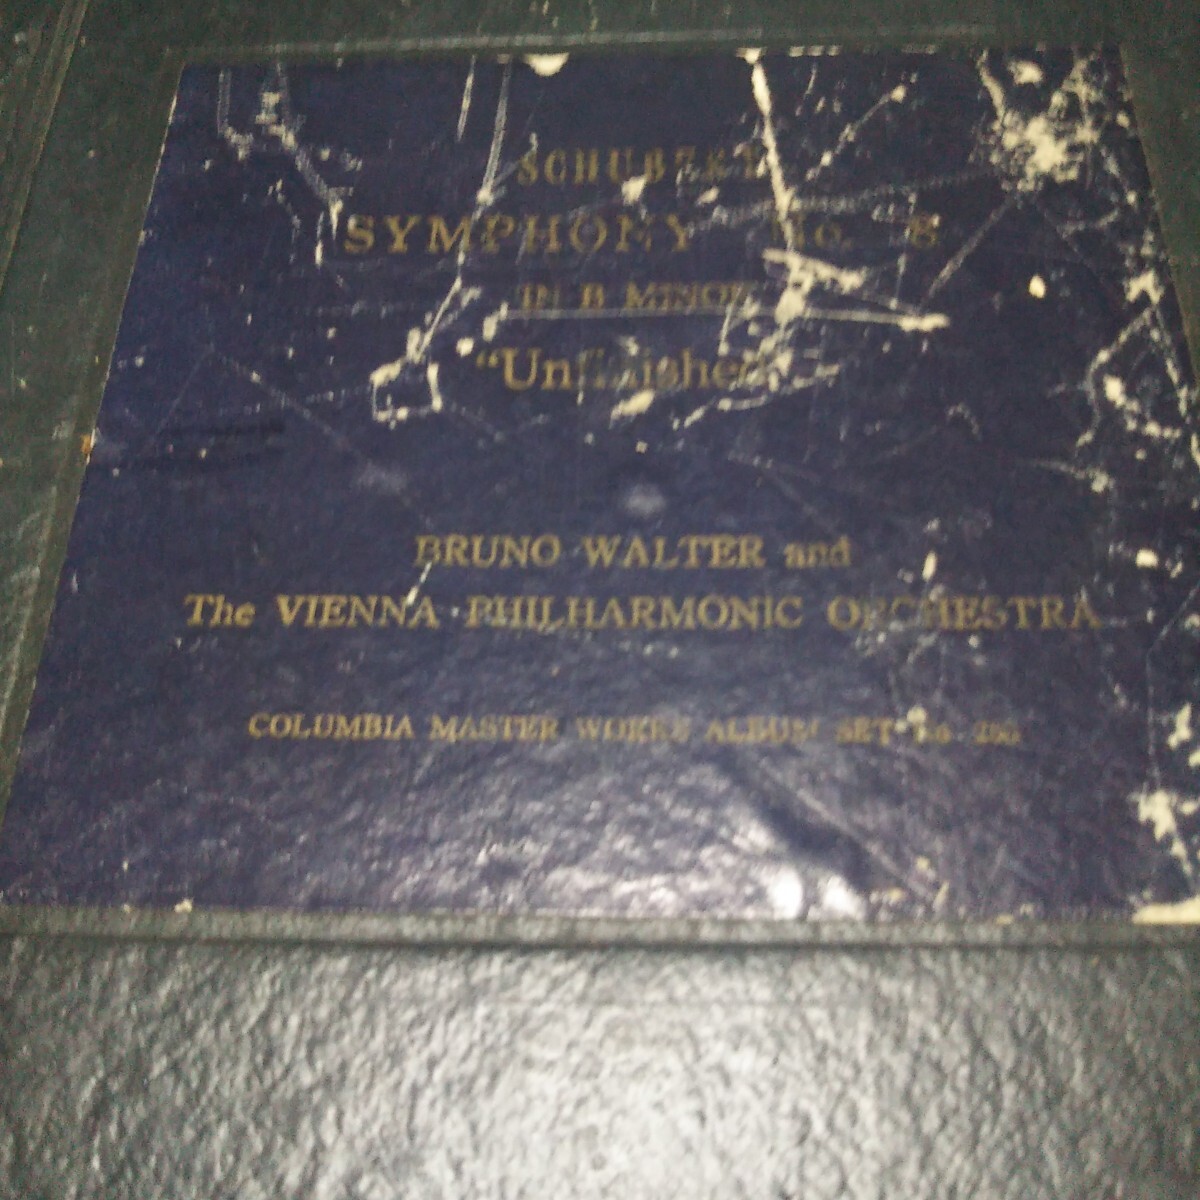 SCHUBERT
SYMPHONY No. 8
IN B MINOR
"Unfinished"
BRUNO WALTER and
The VIENNA PHILHARMONIC ORCHESTRA
COLUMBIA MASTER WORKS ALBUM SET No